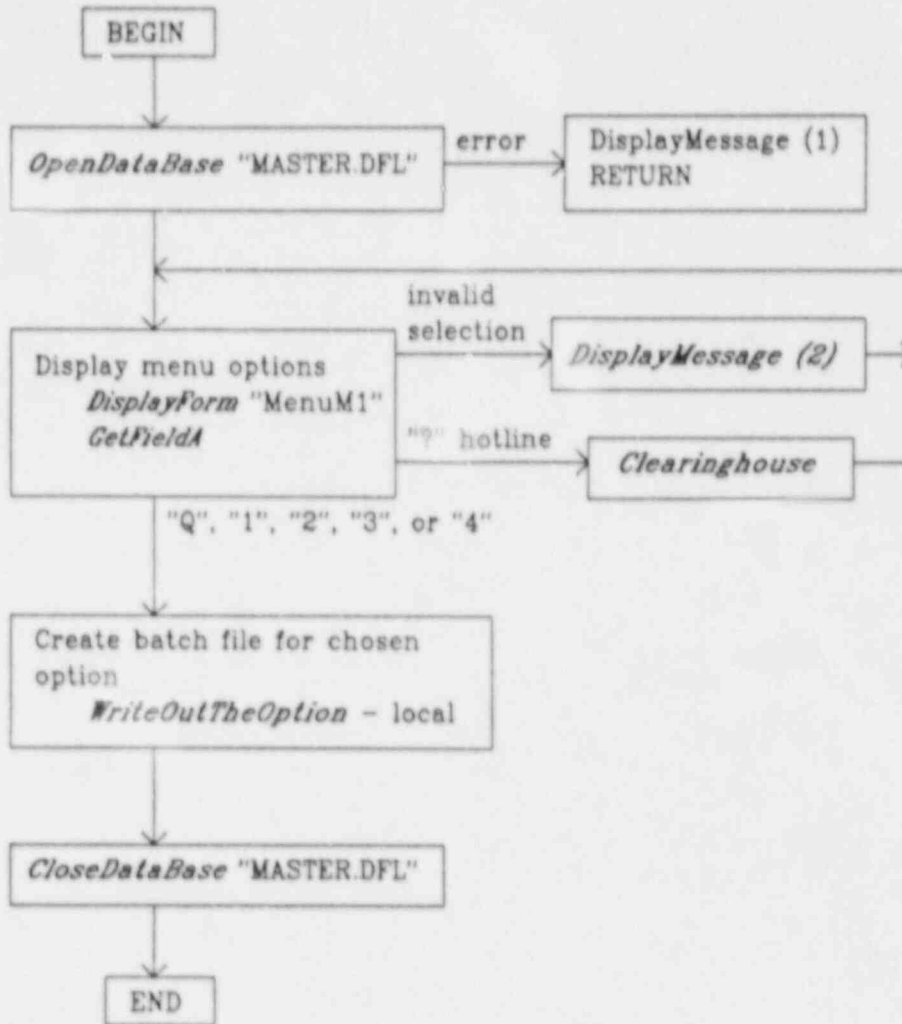 BEGIN
OpenDataBase "MASTER.DFL"
error
DisplayMessage (1)
RETURN
invalid
selection
Display menu options
DisplayForm "MenuM1"
GetFieldA
DisplayMessage (2)
"?" hotline
Clearinghouse
"Q", "1", "2", "3", or "4"
Create batch file for chosen
option
WriteOutTheOption - local
CloseDataBase "MASTER.DFL"
END